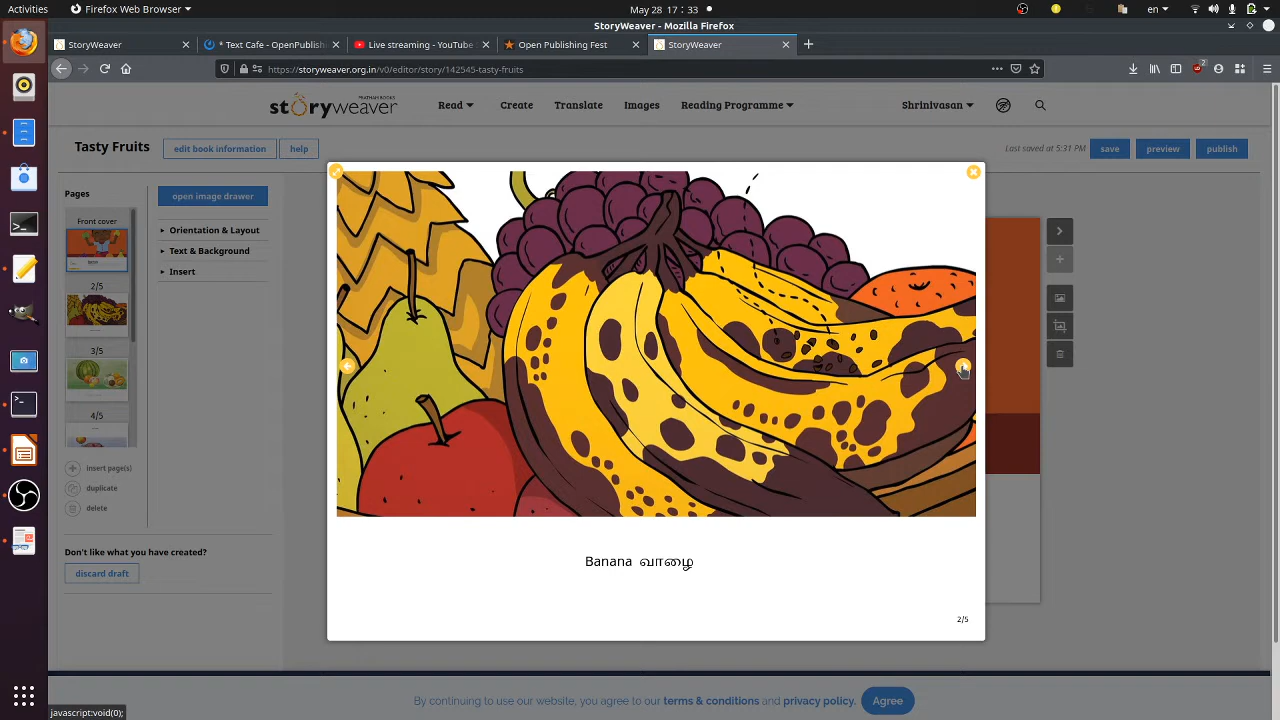 Activities
Firefox Web Browser
May 28 17 : 33
en
StoryWeaver - Mozilla Firefox
StoryWeaver
* Text Cafe - OpenPublish
Live streaming - YouTube
Open Publishing Fest
StoryWeaver
https://storyweaver.org.in/v0/editor/story/142545-tasty-fruits
2
storyweaver
PRATHAM BOOKS
Read
Create
Translate
Images
Reading Programme
Shrinivasan
Tasty Fruits
edit book information
help
Last saved at 5:31 PM
save
preview
publish
Pages
open image drawer
Front cover
Orientation & Layout
Text & Background
Insert
2/5
3/5
4/5
insert page(s)
duplicate
delete
Don't like what you have created?
discard draft
Banana வாழை
2/5
By continuing to use our website, you agree to our terms & conditions and privacy policy.
Agree
javascript:void(0);